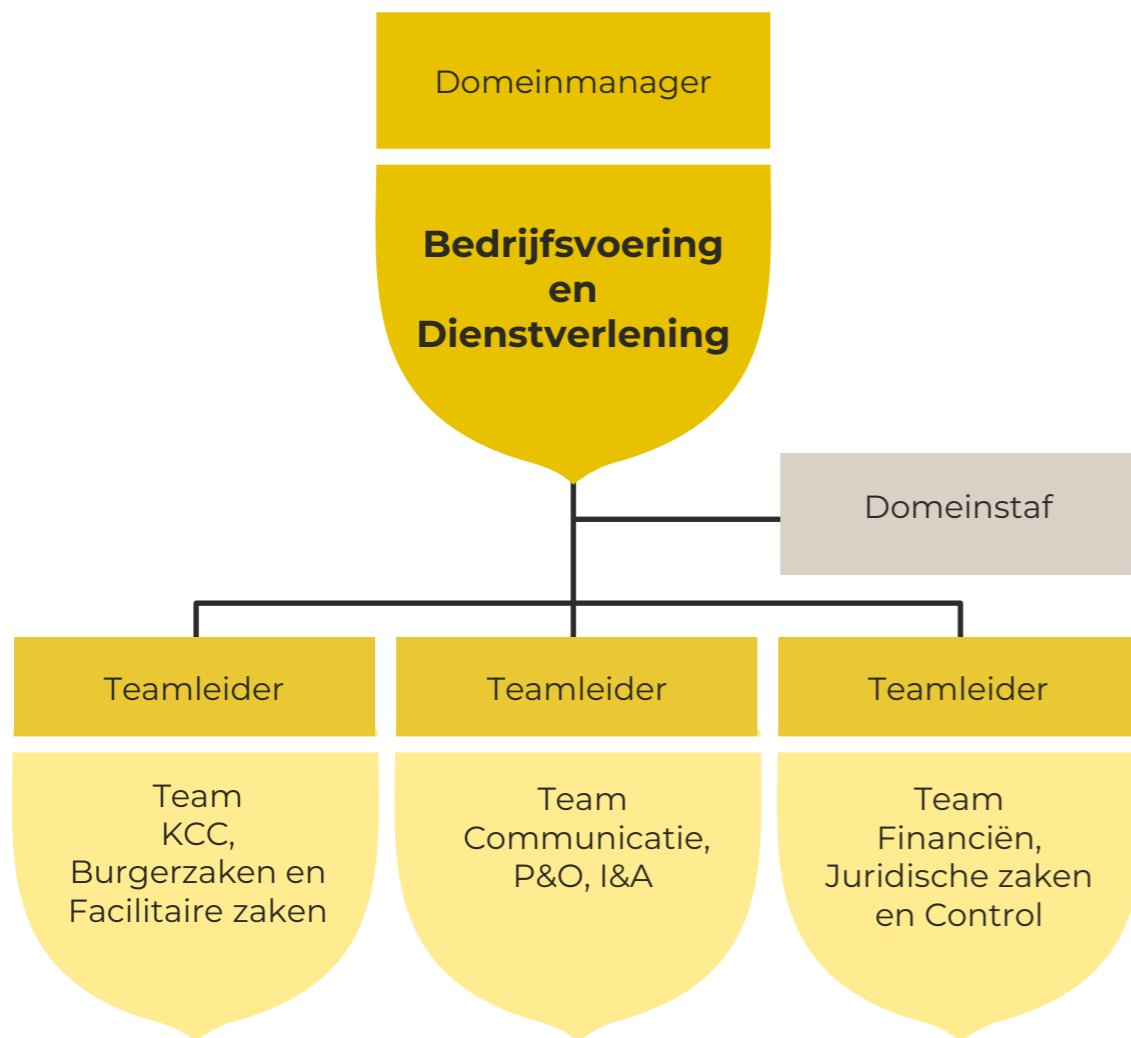 Domeinmanager
Bedrijfsvoering
en
Dienstverlening
Domeinstaf
Teamleider
Teamleider
Teamleider
Team
KCC,
Burgerzaken en
Facilitaire zaken
Team
Communicatie,
P&O, I&A
Team
Financiën,
Juridische zaken
en Control